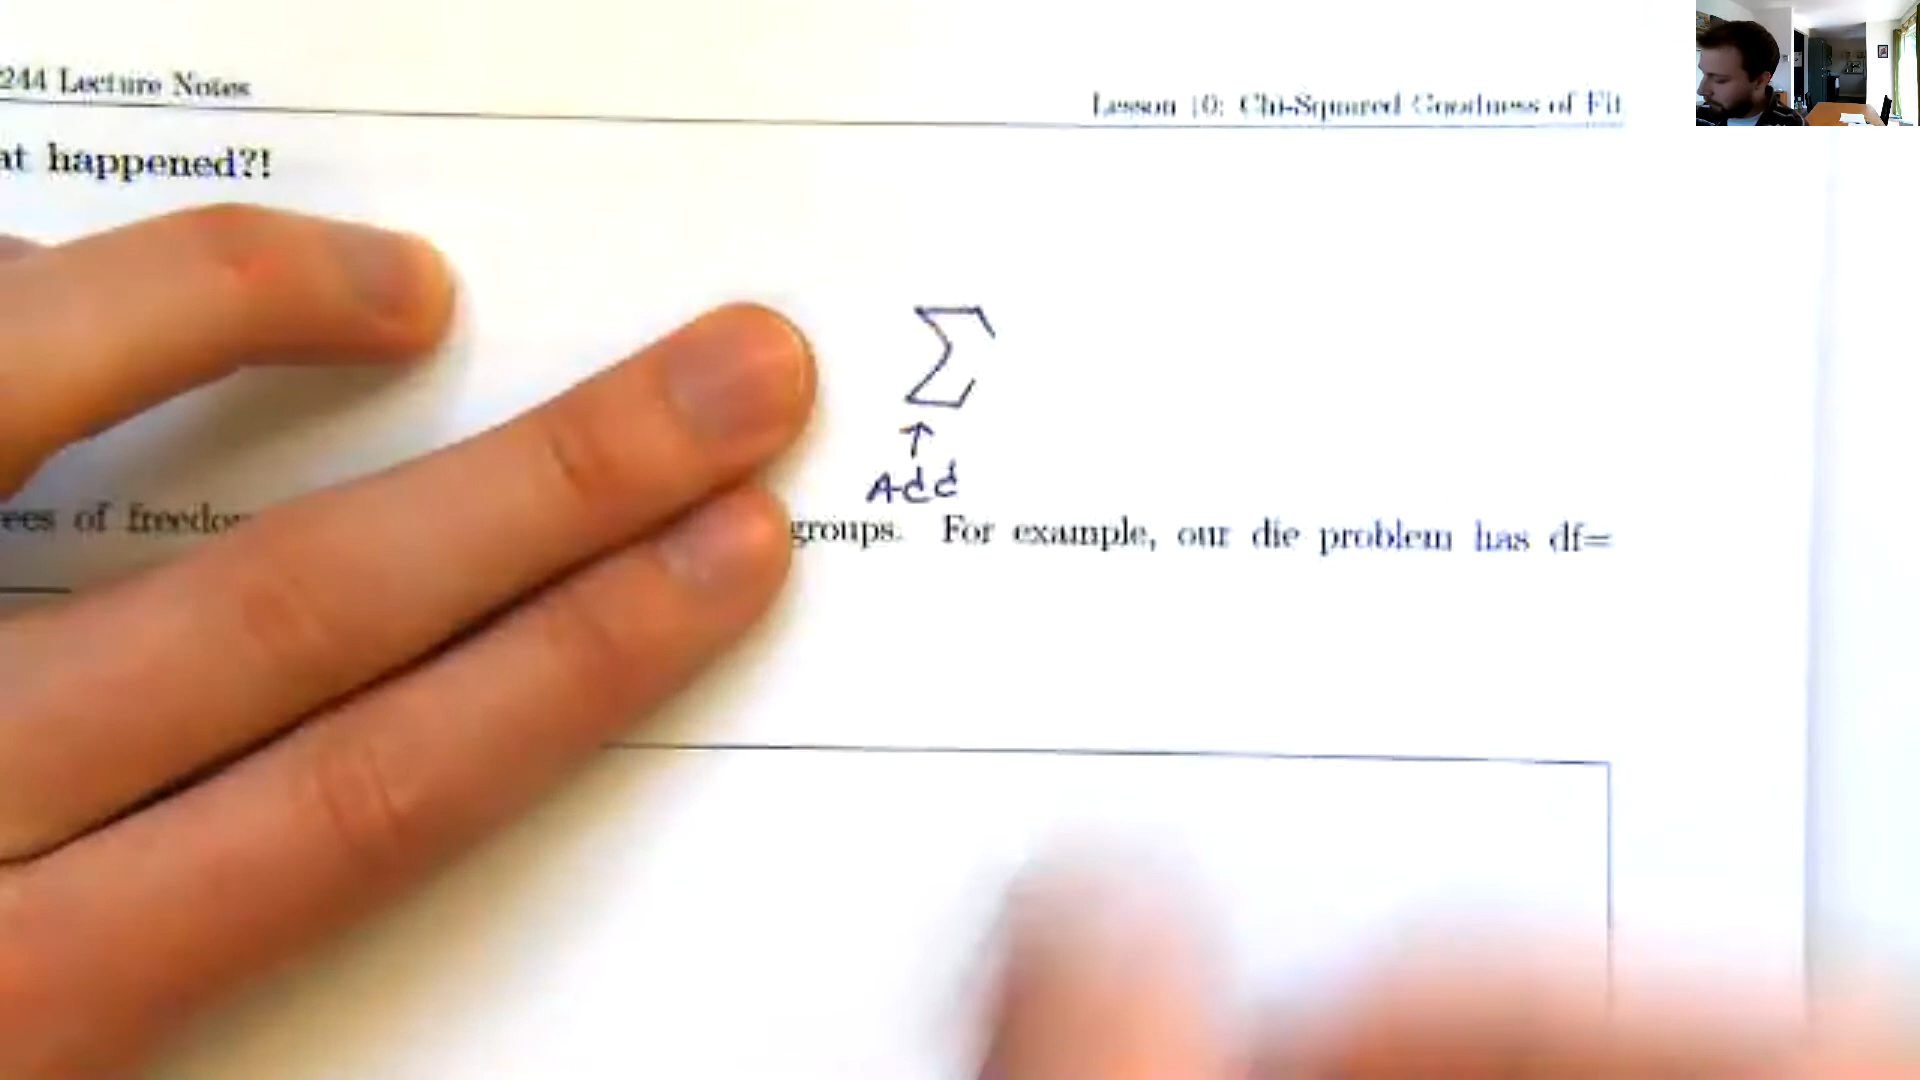 244 Lecture Notes
Lesson 10: Chi-Squared Goodness of Fit
at happened?!
Σ
↑
Add
ees of freedom groups. For example, our die problem has df=